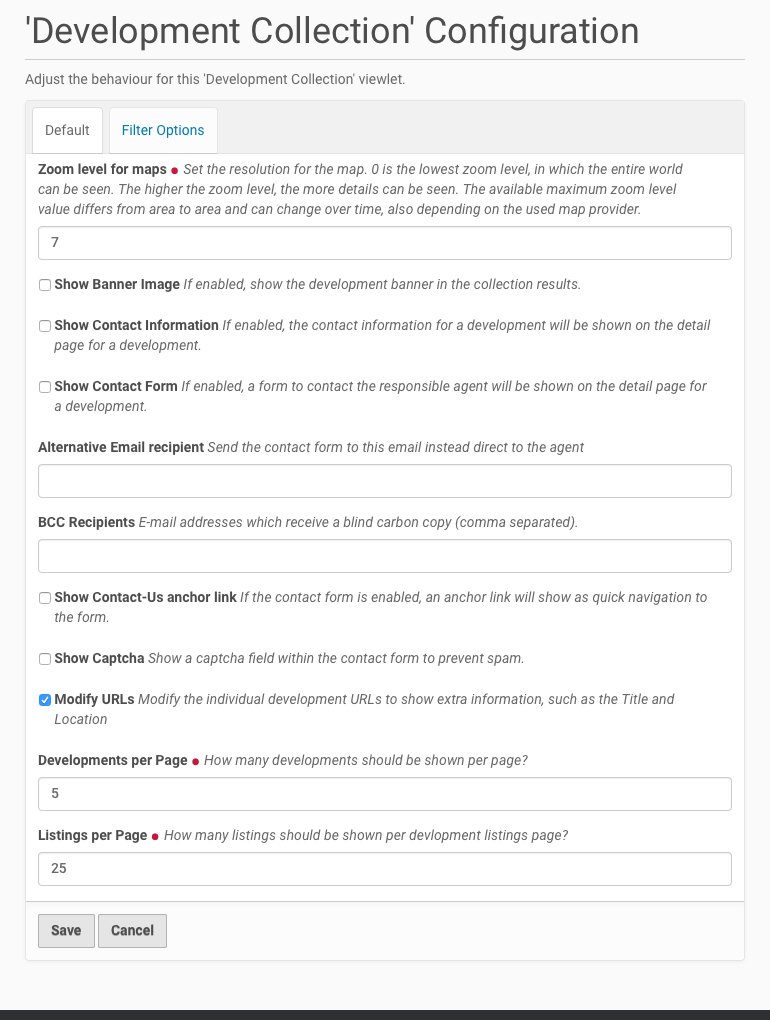 'Development Collection' Configuration
Adjust the behaviour for this 'Development Collection' viewlet.
Default Filter Options
Zoom level for maps ● Set the resolution for the map. 0 is the lowest zoom level, in which the entire world
can be seen. The higher the zoom level, the more details can be seen. The available maximum zoom level
value differs from area to area and can change over time, also depending on the used map provider.
7
Show Banner Image If enabled, show the development banner in the collection results.
Show Contact Information If enabled, the contact information for a development will be shown on the detail
page for a development.
Show Contact Form If enabled, a form to contact the responsible agent will be shown on the detail page for
a development.
Alternative Email recipient Send the contact form to this email instead direct to the agent
BCC Recipients E-mail addresses which receive a blind carbon copy (comma separated).
Show Contact-Us anchor link If the contact form is enabled, an anchor link will show as quick navigation to
the form.
Show Captcha Show a captcha field within the contact form to prevent spam.
Modify URLs Modify the individual development URLs to show extra information, such as the Title and
Location
Developments per Page ● How many developments should be shown per page?
5
Listings per Page ● How many listings should be shown per devlopment listings page?
25
Save Cancel